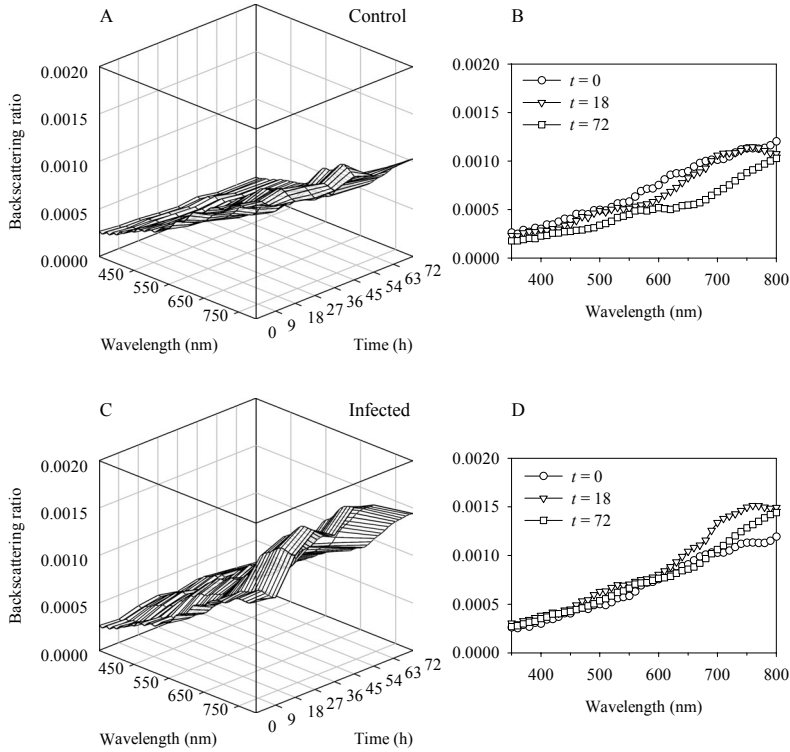 A
Control
Backscattering ratio
0.0020
0.0015
0.0010
0.0005
0.0000
450
550
650
750
Wavelength (nm)
0
9
18
27
36
45
54
63
72
Time (h)
B
0.0020
0.0015
0.0010
0.0005
0.0000
t = 0
t = 18
t = 72
400 500 600 700 800
Wavelength (nm)
C
Infected
Backscattering ratio
0.0020
0.0015
0.0010
0.0005
0.0000
450
550
650
750
Wavelength (nm)
0
9
18
27
36
45
54
63
72
Time (h)
D
0.0020
0.0015
0.0010
0.0005
0.0000
t = 0
t = 18
t = 72
400 500 600 700 800
Wavelength (nm)